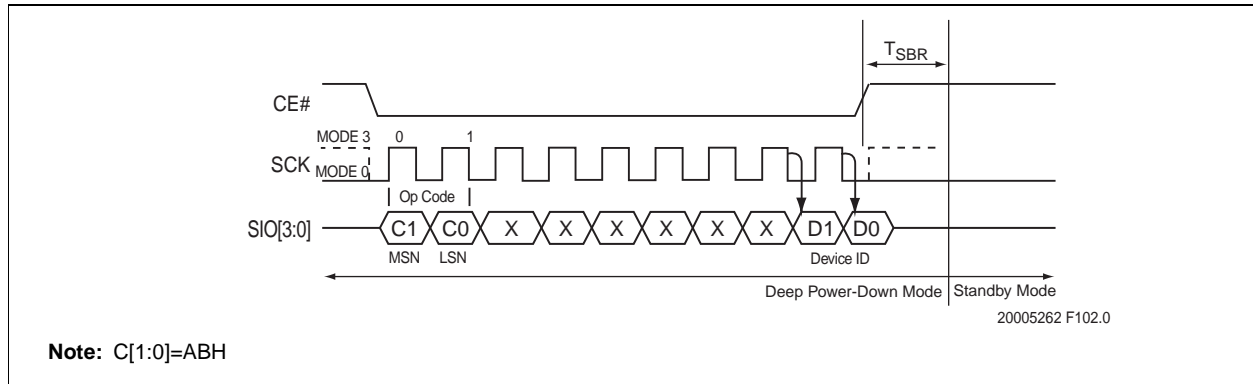 TSBR
CE#
MODE 3 0 1
SCK
MODE 0
Op Code
SIO[3:0] C1 C0 X X X X X X D1 D0
MSN LSN Device ID
Deep Power-Down Mode Standby Mode
20005262 F102.0
Note: C[1:0]=ABH